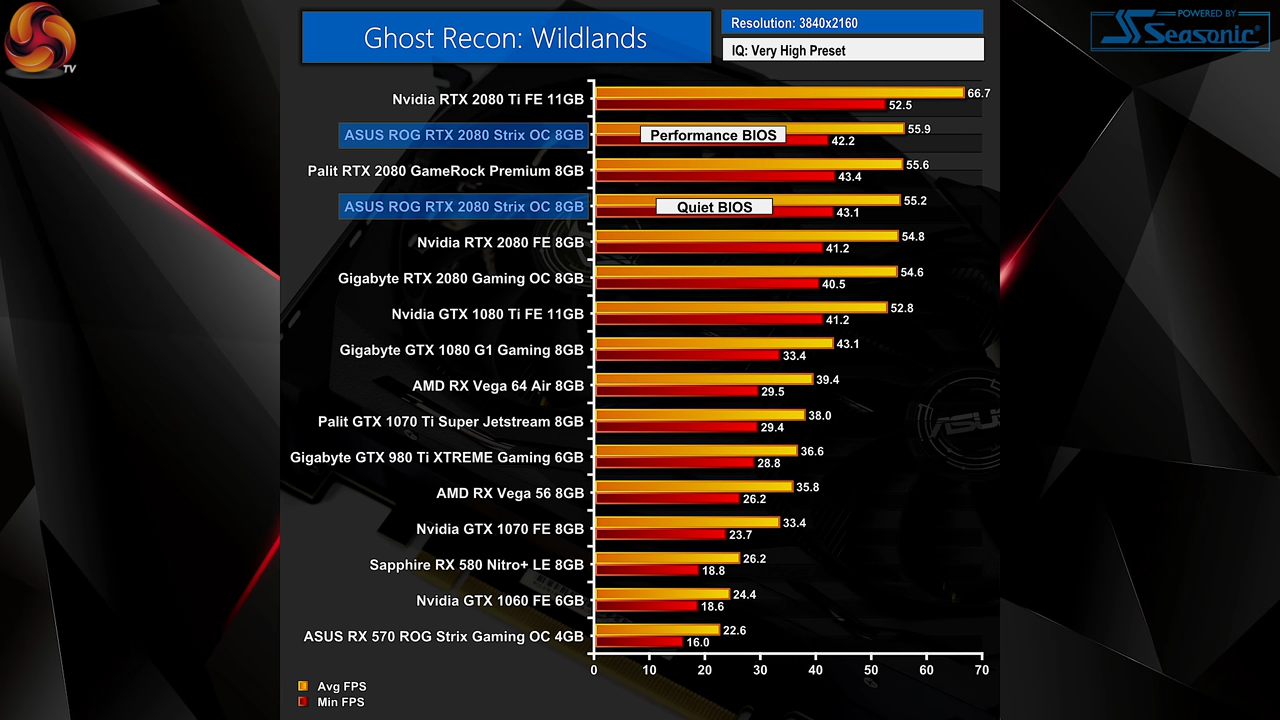 TV
Ghost Recon: Wildlands
Resolution: 3840x2160
IQ: Very High Preset
POWERED BY
Seasonic
Nvidia RTX 2080 Ti FE 11GB
66.7
52.5
ASUS ROG RTX 2080 Strix OC 8GB
Performance BIOS
55.9
42.2
Palit RTX 2080 GameRock Premium 8GB
55.6
43.4
ASUS ROG RTX 2080 Strix OC 8GB
Quiet BIOS
55.2
43.1
Nvidia RTX 2080 FE 8GB
54.8
41.2
Gigabyte RTX 2080 Gaming OC 8GB
54.6
40.5
Nvidia GTX 1080 Ti FE 11GB
52.8
41.2
Gigabyte GTX 1080 G1 Gaming 8GB
43.1
33.4
AMD RX Vega 64 Air 8GB
39.4
29.5
Palit GTX 1070 Ti Super Jetstream 8GB
38.0
29.4
Gigabyte GTX 980 Ti XTREME Gaming 6GB
36.6
28.8
AMD RX Vega 56 8GB
35.8
26.2
Nvidia GTX 1070 FE 8GB
33.4
23.7
Sapphire RX 580 Nitro+ LE 8GB
26.2
18.8
Nvidia GTX 1060 FE 6GB
24.4
18.6
ASUS RX 570 ROG Strix Gaming OC 4GB
22.6
16.0
0 10 20 30 40 50 60 70
Avg FPS
Min FPS
ASUS